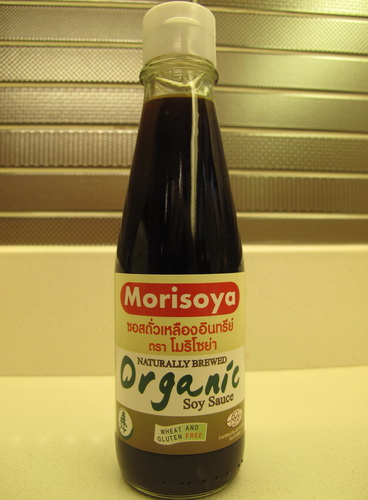 Morisoya
ซอสถั่วเหลืองอินทรีย์
ตรา โมริโซย่า
NATURALLY BREWED
Organic
Soy Sauce
WHEAT AND
GLUTEN FREE